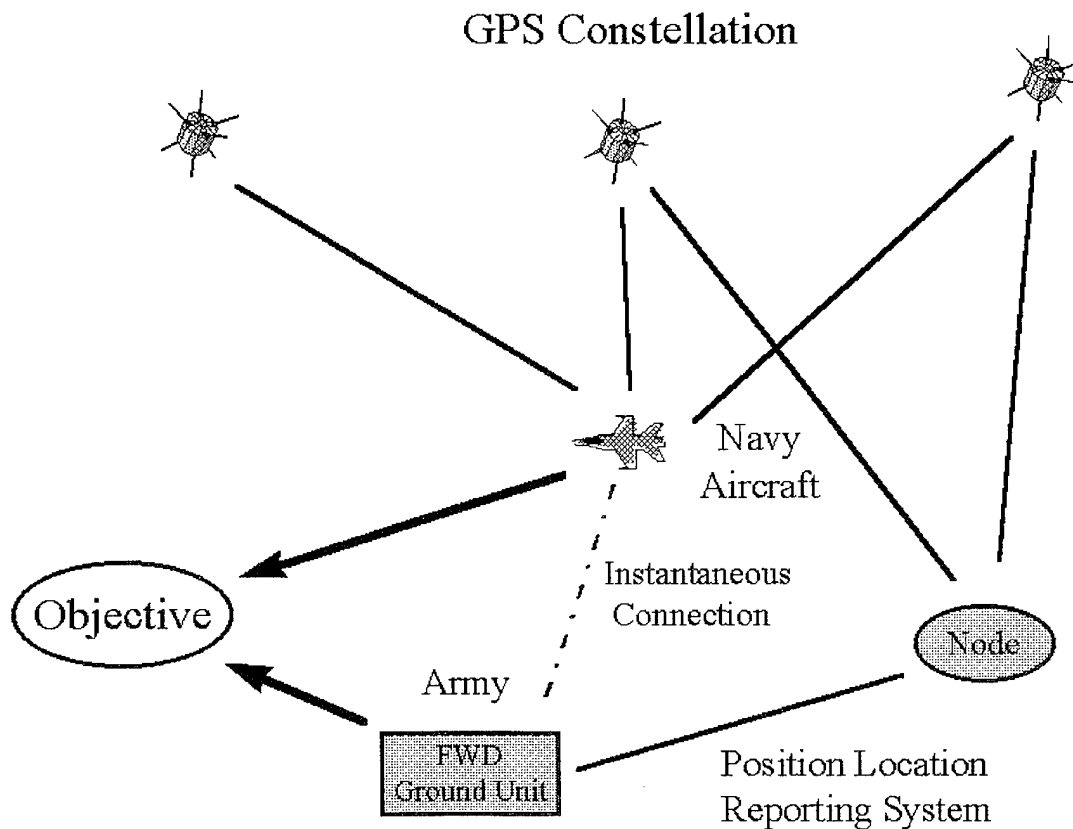 GPS Constellation
Navy
Aircraft
Instantaneous
Connection
Objective
Node
Army
FWD
Ground Unit
Position Location
Reporting System